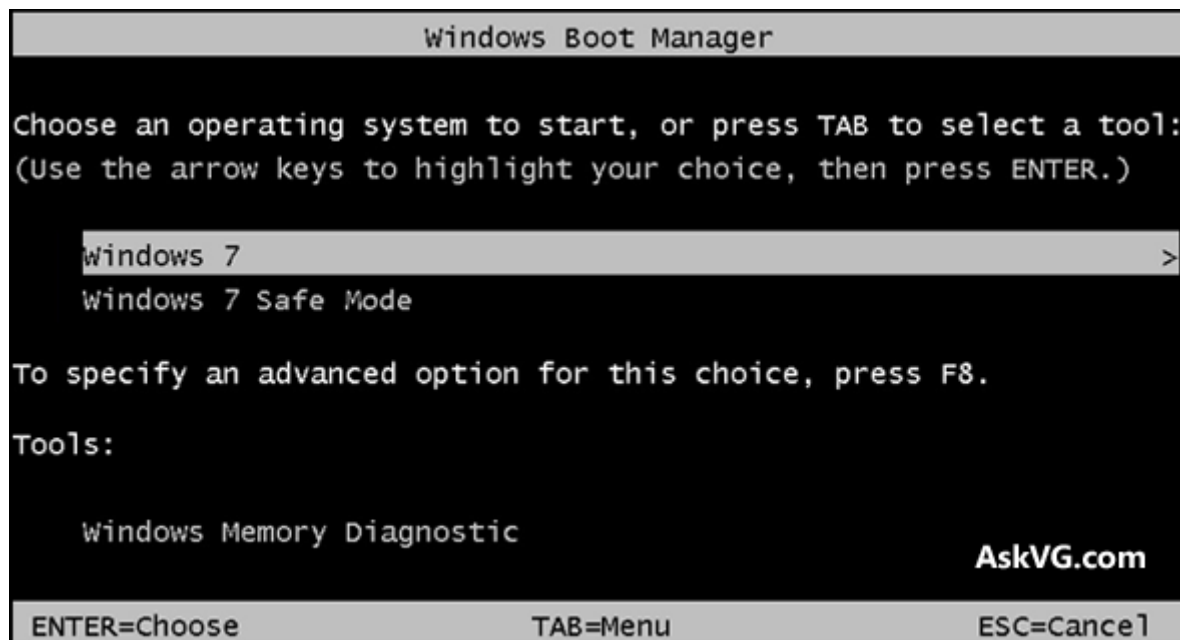 Windows Boot Manager
Choose an operating system to start, or press TAB to select a tool:
(Use the arrow keys to highlight your choice, then press ENTER.)
Windows 7 >
Windows 7 Safe Mode
To specify an advanced option for this choice, press F8.
Tools:
Windows Memory Diagnostic
AskVG.com
ENTER=Choose TAB=Menu ESC=Cancel